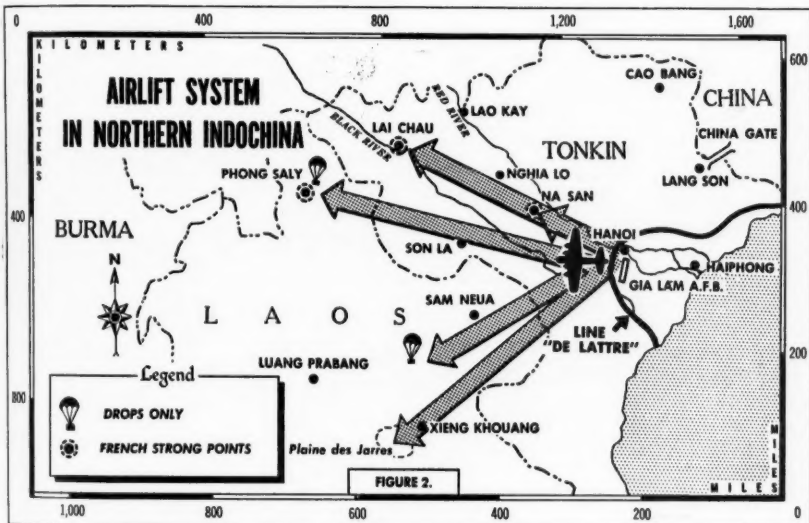 0 400 800 1,200 1,600
KILOMETERS
KILOMETERS
600
AIRLIFT SYSTEM
IN NORTHERN INDOCHINA
CAO BANG
CHINA
RED RIVER
LAO KAY
LAI CHAU
BLACK RIVER
CHINA GATE
TONKIN
PHONG SALY
NGHIA LO
LANG SON
NA SAN
400
400
BURMA
HANOI
SON LA
HAIPHONG
N
GIA LAM A.F.B.
SAM NEUA
LAOS
LINE
"DE LATTRE"
200
LUANG PRABANG
Legend
800
DROPS ONLY
XIENG KHOUANG
FRENCH STRONG POINTS
Plaine des Jarres
FIGURE 2.
MILES
MILES
1,000 800 600 400 200 0